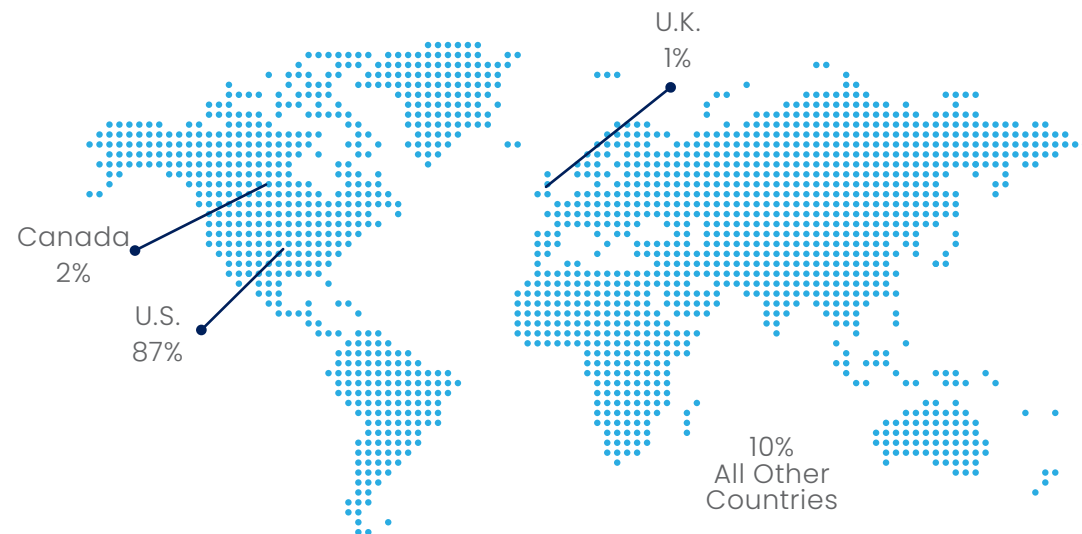 U.K.
1%
Canada
2%
U.S.
87%
10%
All Other
Countries